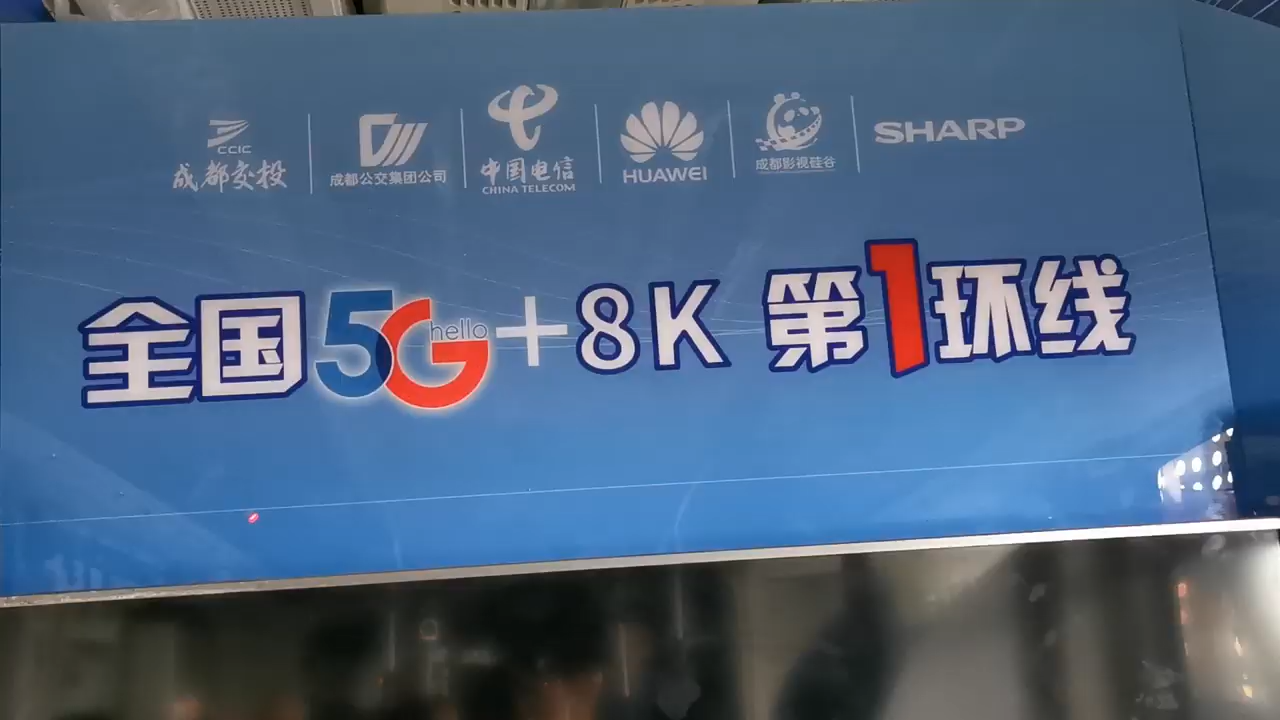 CCIC
成都交投
成都公交集团公司
中国电信
CHINA TELECOM
HUAWEI
成都影视硅谷
SHARP
全国5G hello+8K 第1环线